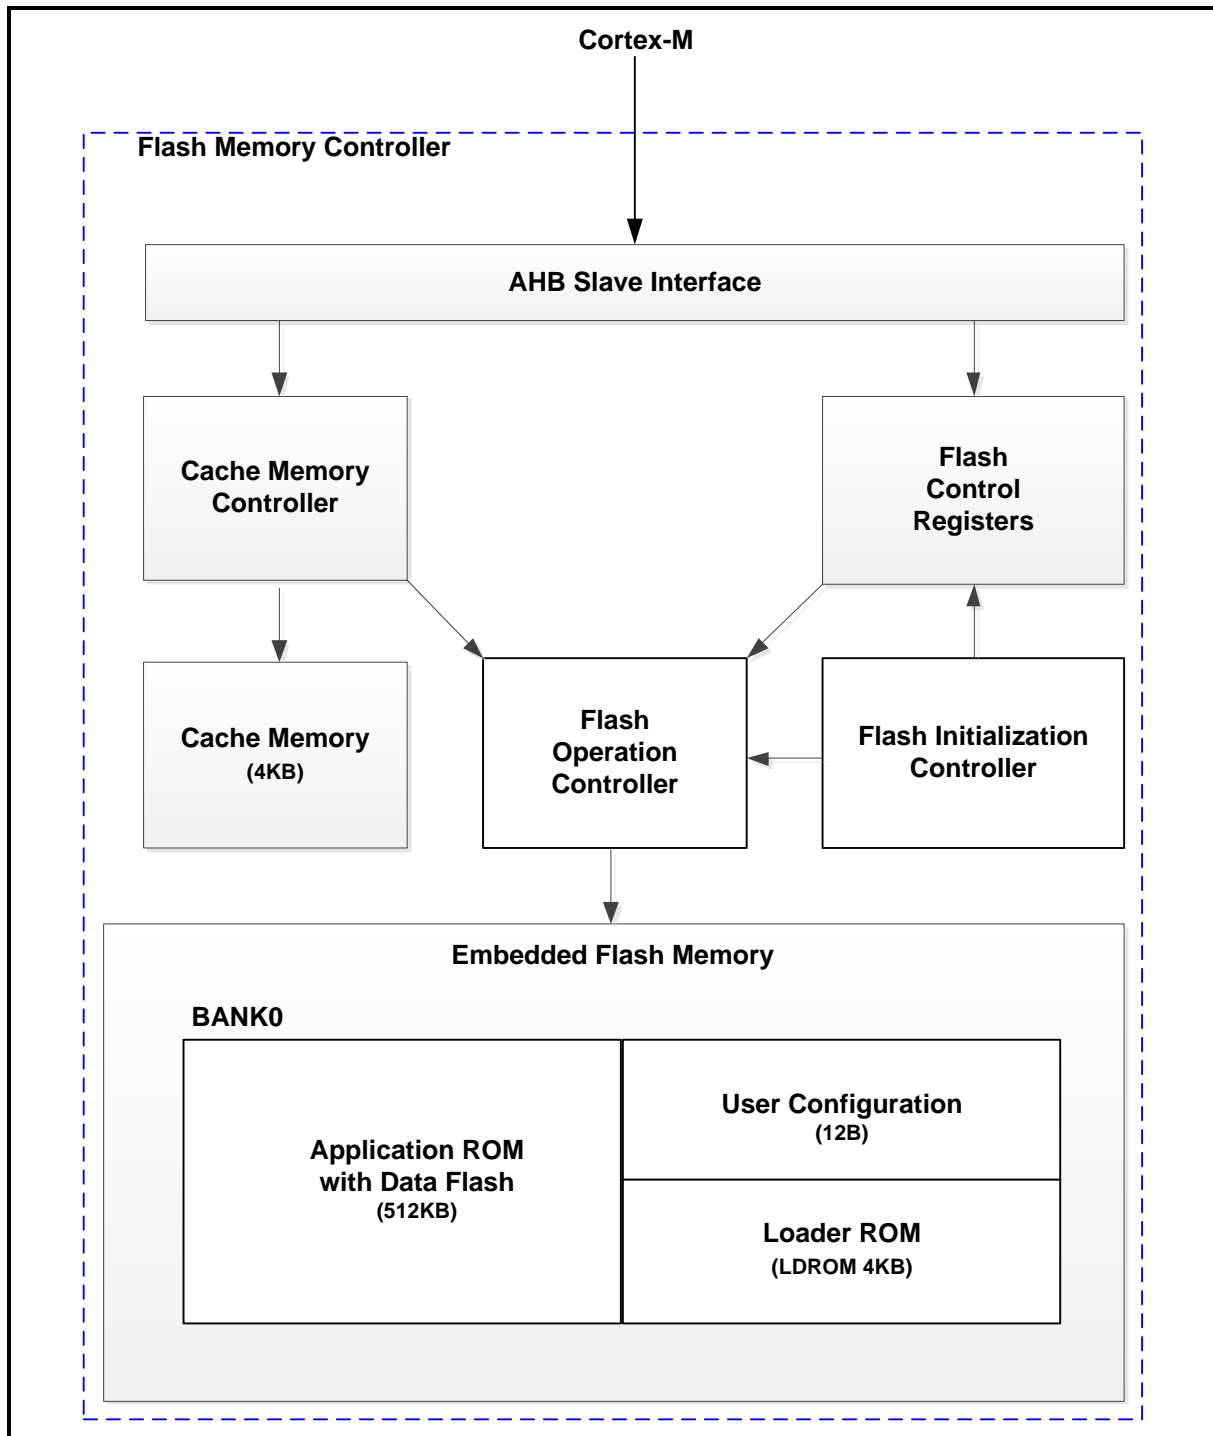 Cortex-M
Flash Memory Controller
AHB Slave Interface
Cache Memory
Controller
Flash
Control
Registers
Cache Memory
(4KB)
Flash
Operation
Controller
Flash Initialization
Controller
Embedded Flash Memory
BANK0
Application ROM
with Data Flash
(512KB)
User Configuration
(12B)
Loader ROM
(LDROM 4KB)